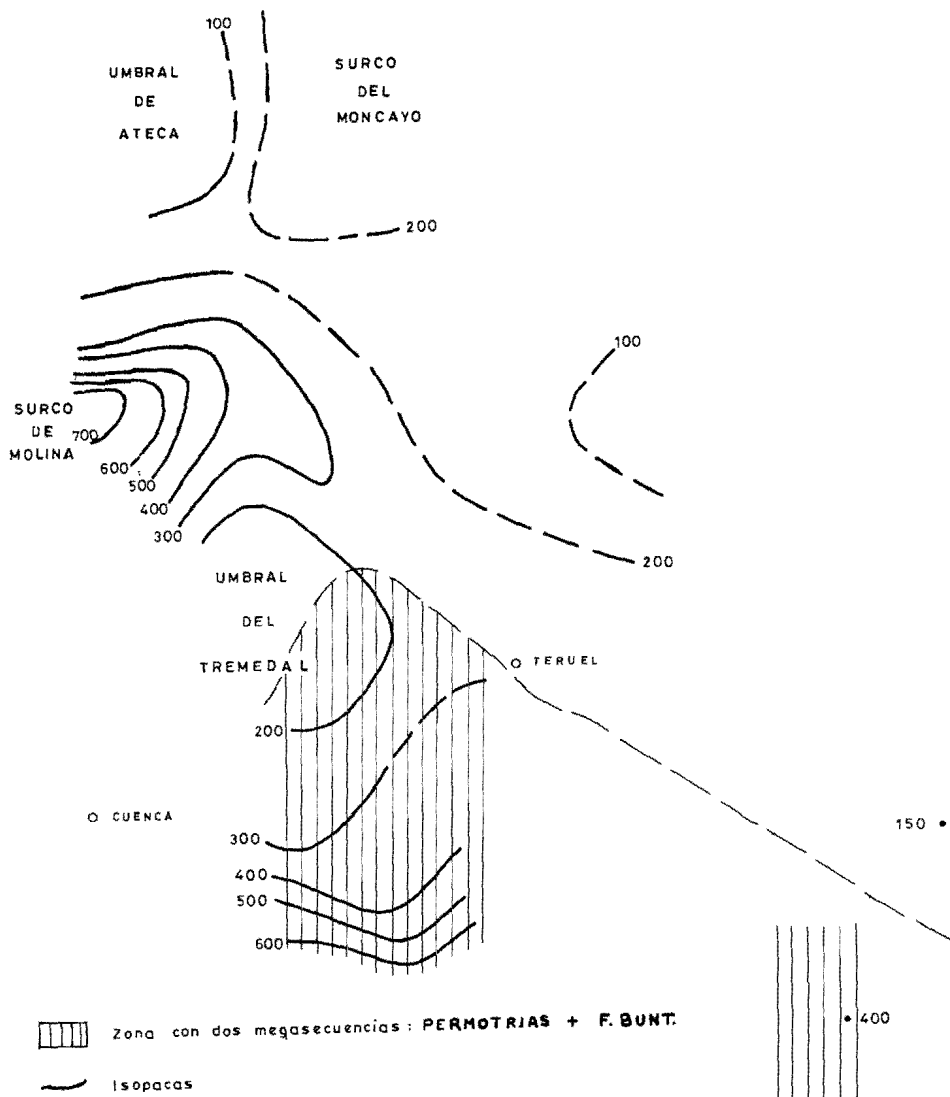 100
UMBRAL
DE
ATECA
SURCO
DEL
MONCAYO
200
100
SURCO
DE
MOLINA
700
600
500
400
300
200
UMBRAL
DEL
TREMEDAL
TERUEL
200
CUENCA
300
400
500
600
150
400
Zona con dos megasecuencias: PERMOTRIAS + F. BUNT.
Isopacas